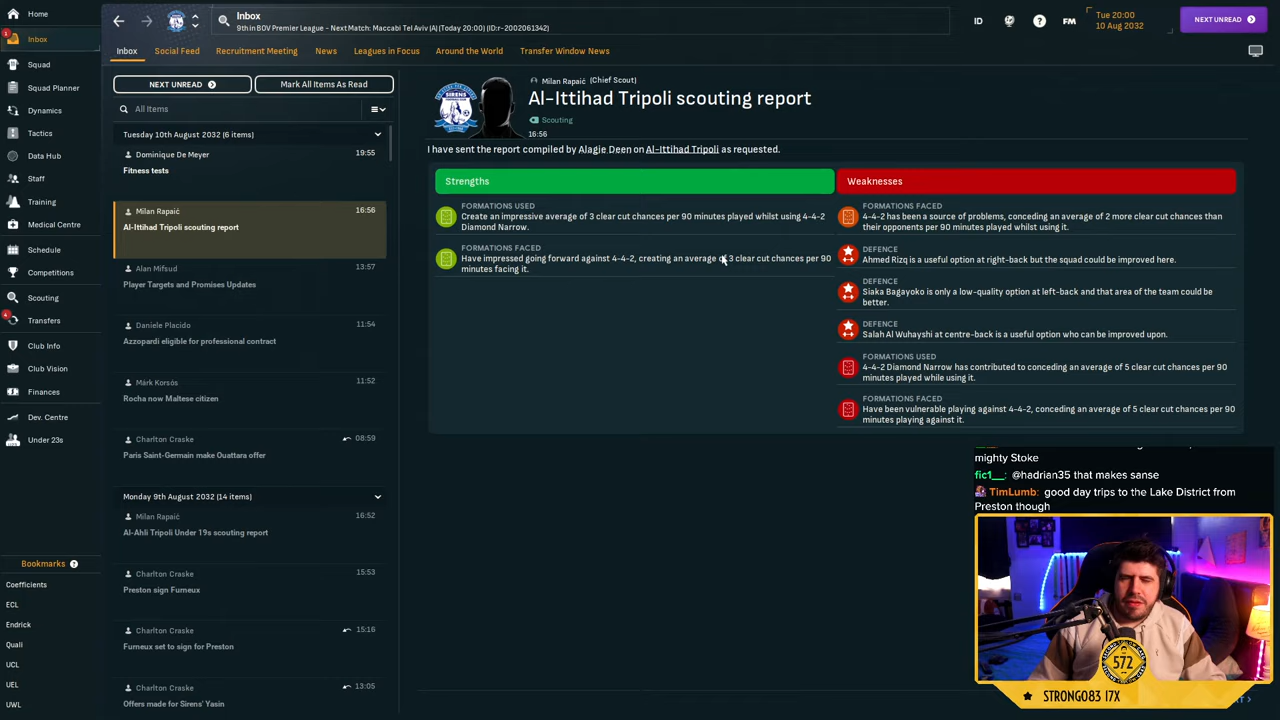 Home
Inbox
Squad
Squad Planner
Dynamics
Tactics
Data Hub
Staff
Training
Medical Centre
Schedule
Competitions
Scouting
Transfers
Club Info
Club Vision
Finances
Dev. Centre
Under 23s
Bookmarks
Coefficients
ECL
Endrick
Quali
UCL
UEL
UWL
Inbox
9th in BOV Premier League - Next Match: Maccabi Tel Aviv (A) (Today 20:00) (ID:r-2002061342)
ID
FM
Tue 20:00
10 Aug 2032
NEXT UNREAD
Inbox
Social Feed
Recruitment Meeting
News
Leagues in Focus
Around the World
Transfer Window News
NEXT UNREAD
Mark All Items As Read
All Items
Tuesday 10th August 2032 (6 items)
Dominique De Meyer 19:55
Fitness tests
Milan Rapaić 16:56
Al-Ittihad Tripoli scouting report
Alan Mifsud 13:57
Player Targets and Promises Updates
Daniele Placido 11:54
Azzopardi eligible for professional contract
Márk Korsós 11:52
Rocha now Maltese citizen
Charlton Craske 08:59
Paris Saint-Germain make Ouattara offer
Monday 9th August 2032 (14 items)
Milan Rapaić 16:52
Al-Ahli Tripoli Under 19s scouting report
Charlton Craske 15:53
Preston sign Fumeux
Charlton Craske 15:16
Fumeux set to sign for Preston
Charlton Craske 13:05
Offers made for Sirens' Yasin
SIRENS
Milan Rapaić (Chief Scout)
Al-Ittihad Tripoli scouting report
Scouting
16:56
I have sent the report compiled by Alagie Deen on Al-Ittihad Tripoli as requested.
Strengths
FORMATIONS USED
Create an impressive average of 3 clear cut chances per 90 minutes played whilst using 4-4-2
Diamond Narrow.
FORMATIONS FACED
Have impressed going forward against 4-4-2, creating an average of 3 clear cut chances per 90
minutes facing it.
Weaknesses
FORMATIONS FACED
4-4-2 has been a source of problems, conceding an average of 2 more clear cut chances than
their opponents per 90 minutes played whilst using it.
DEFENCE
Ahmed Rizq is a useful option at right-back but the squad could be improved here.
DEFENCE
Siaka Bagayoko is only a low-quality option at left-back and that area of the team could be
better.
DEFENCE
Salah Al Wuhayshi at centre-back is a useful option who can be improved upon.
FORMATIONS USED
4-4-2 Diamond Narrow has contributed to conceding an average of 5 clear cut chances per 90
minutes played while using it.
FORMATIONS FACED
Have been vulnerable playing against 4-4-2, conceding an average of 5 clear cut chances per 90
minutes playing against it.
mighty Stoke
fic1__: @hadrian35 that makes sanse
TimLumb: good day trips to the Lake District from
Preston though
572
STRONGO83 17X